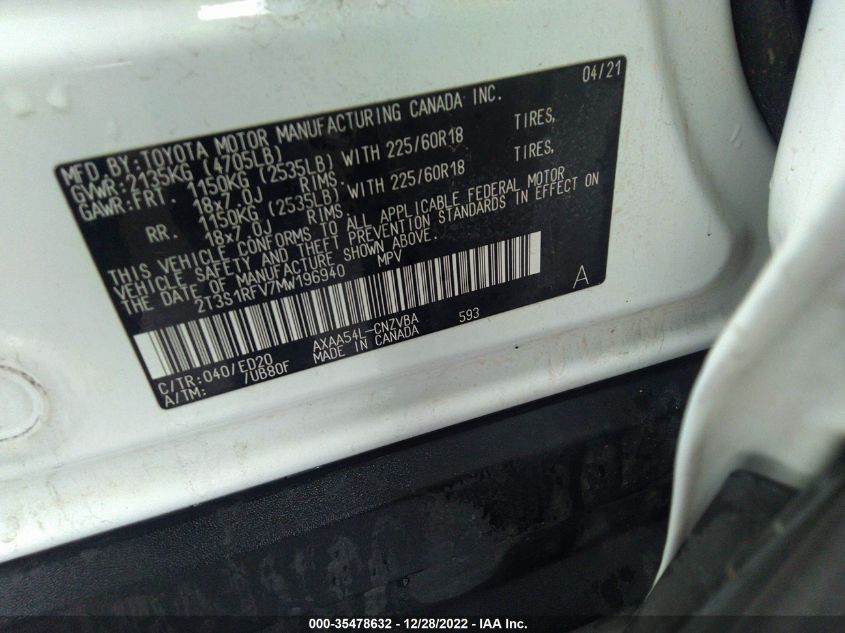 MFD. BY: TOYOTA MOTOR MANUFACTURING CANADA INC. 04/21
GVWR: 2135KG (4705LB)
GAWR: FRT. 1150KG (2535LB) WITH 225/60R18 TIRES,
18x7.0J RIMS.
RR. 1150KG (2535LB) WITH 225/60R18 TIRES,
18x7.0J RIMS.
THIS VEHICLE CONFORMS TO ALL APPLICABLE FEDERAL MOTOR
VEHICLE SAFETY AND THEFT PREVENTION STANDARDS IN EFFECT ON
THE DATE OF MANUFACTURE SHOWN ABOVE.
2T3S1RFV7MW196940 MPV
A
C/TR: 040/ED20 AXAA54L-CNZVBA 593
A/TM: /UB80F MADE IN CANADA
000-35478632 - 12/28/2022 - IAA Inc.